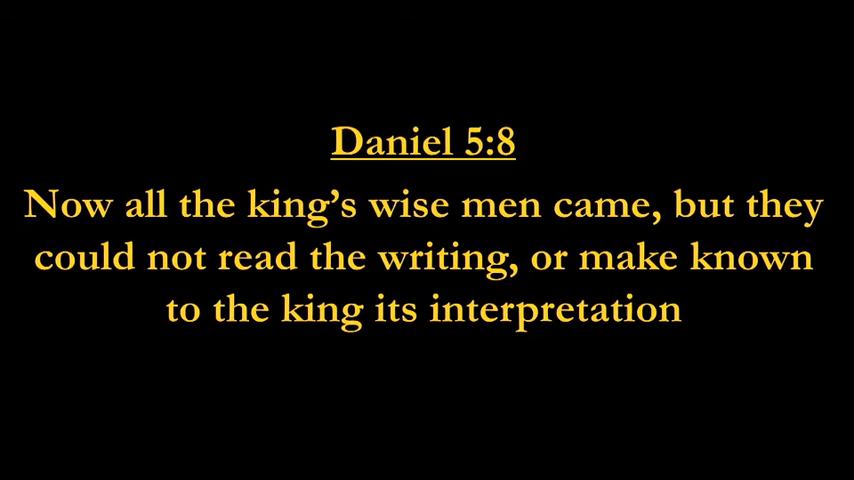 Daniel 5:8
Now all the king’s wise men came, but they
could not read the writing, or make known
to the king its interpretation